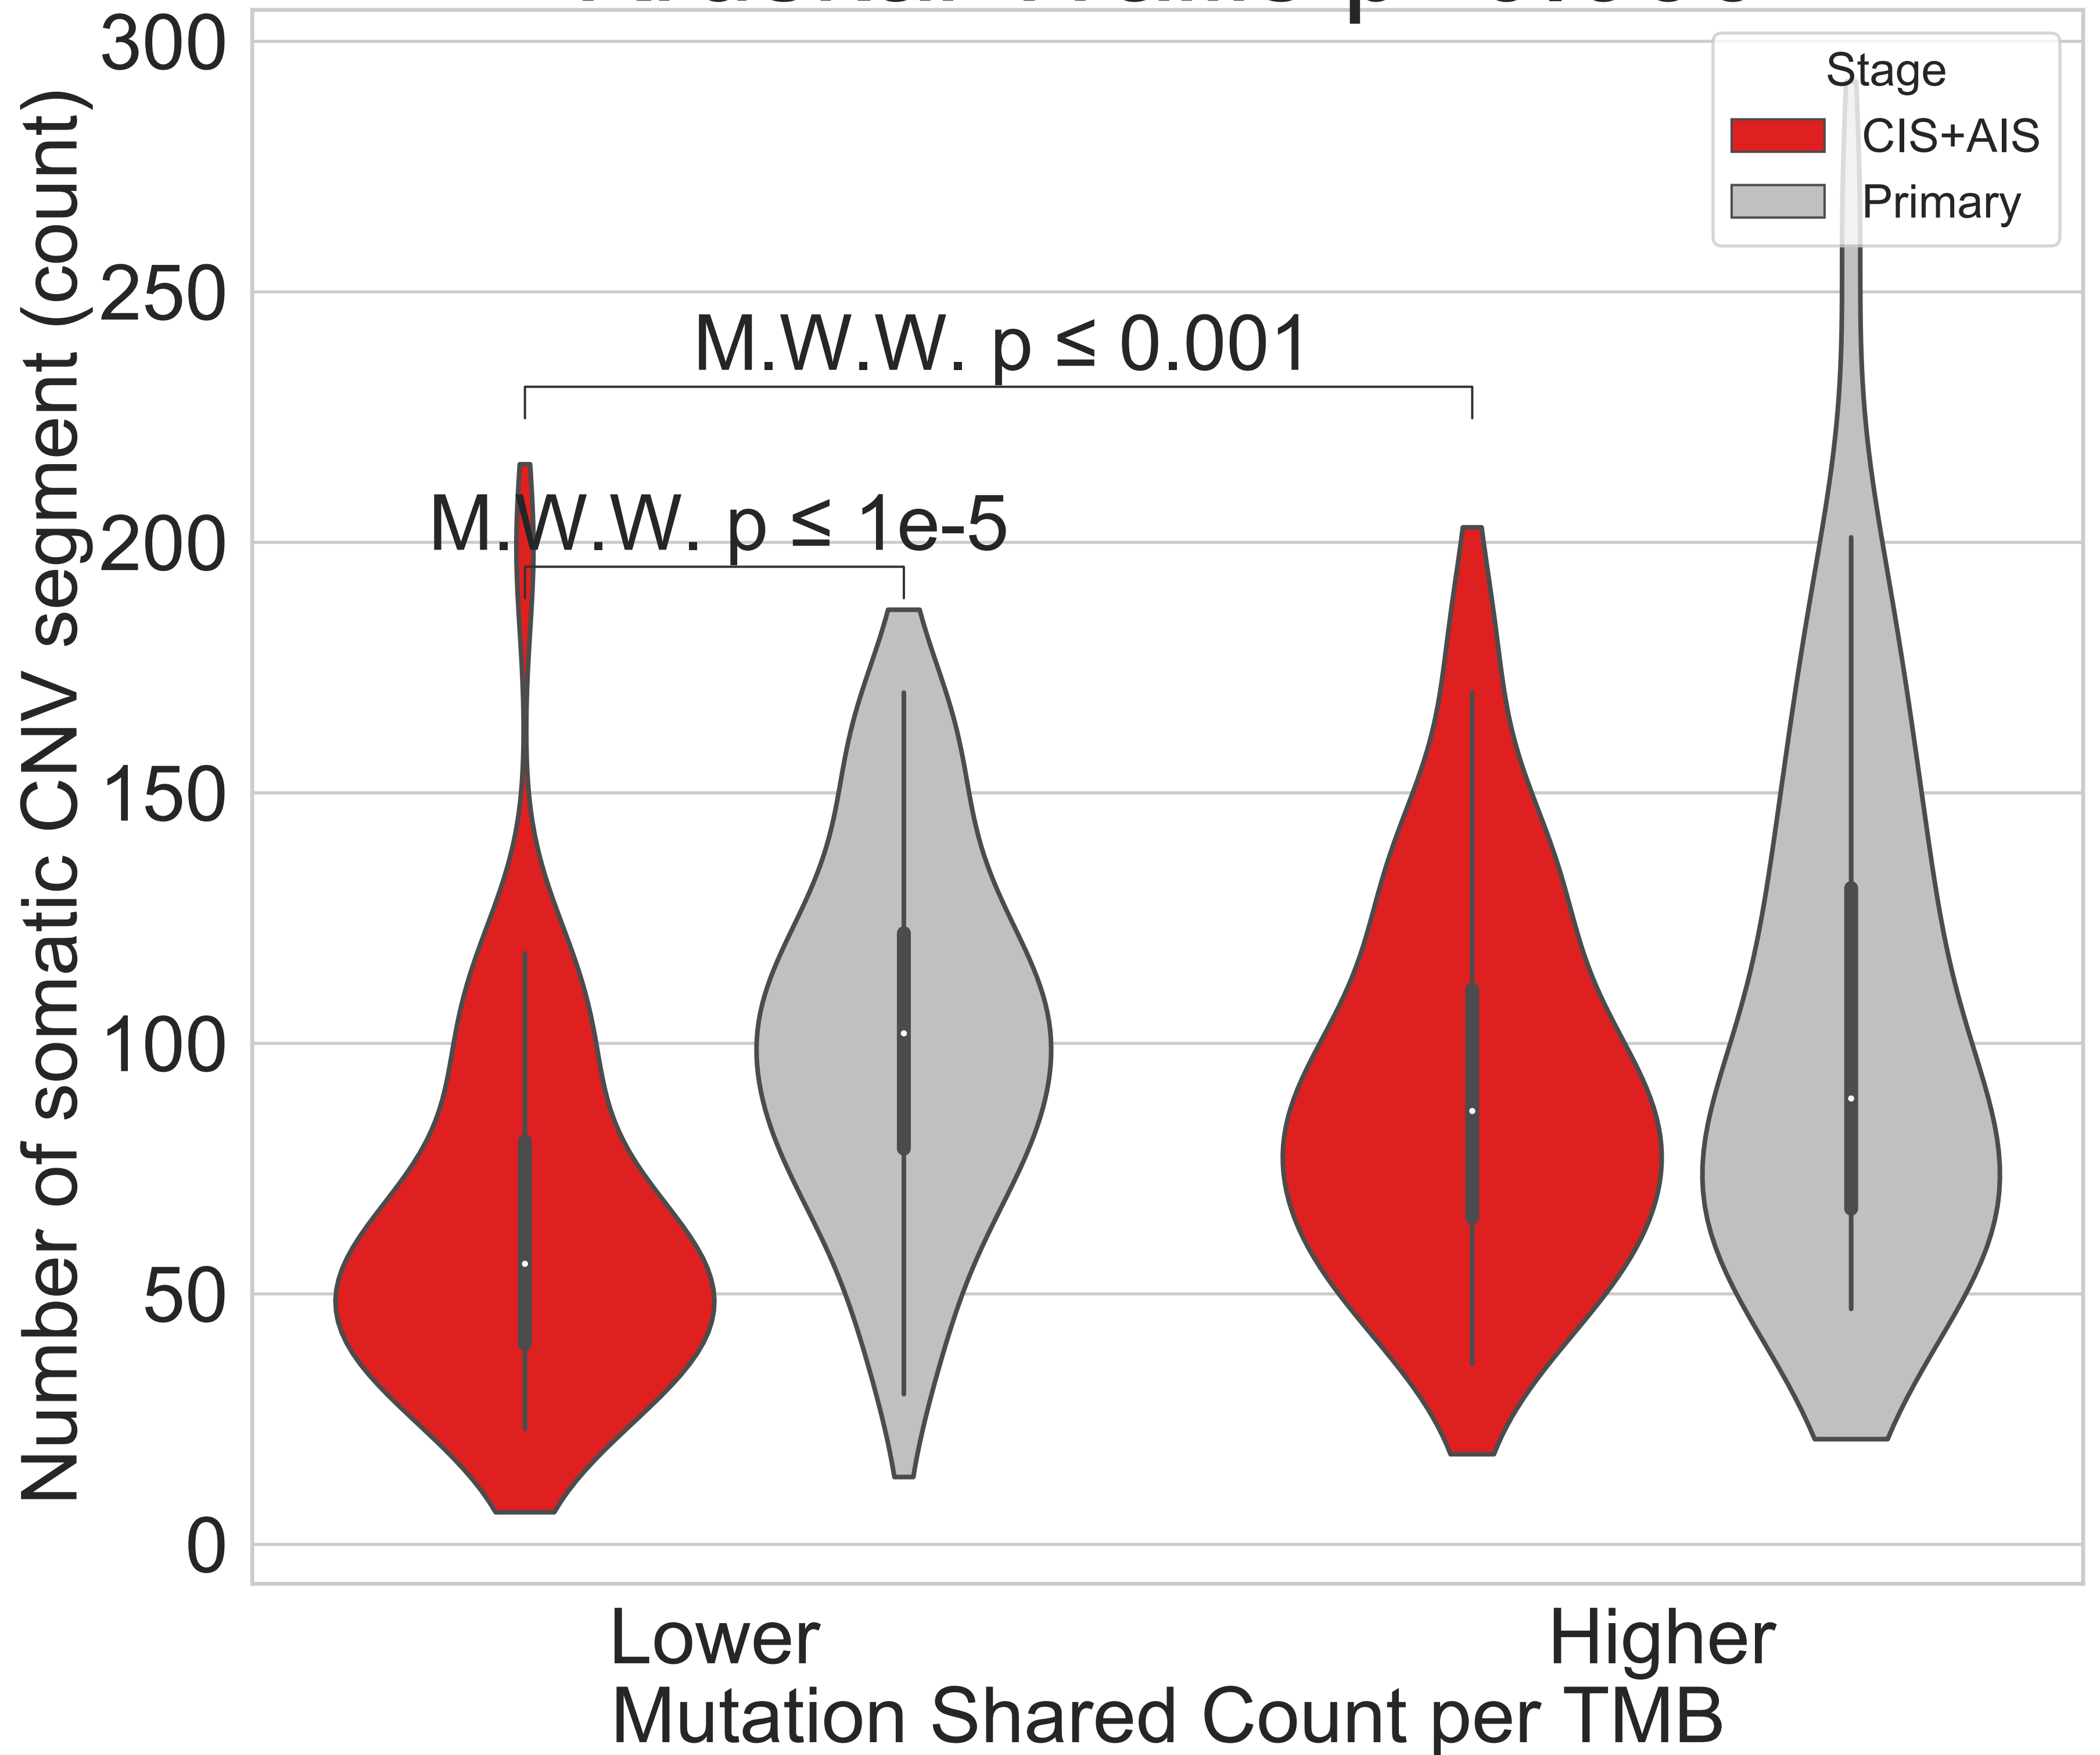 Stage
CIS+AIS
Primary
M.W.W. p ≤ 0.001
M.W.W. p ≤ 1e-5
300
250
200
150
100
50
0
Number of somatic CNV segment (count)
Lower
Higher
Mutation Shared Count per TMB